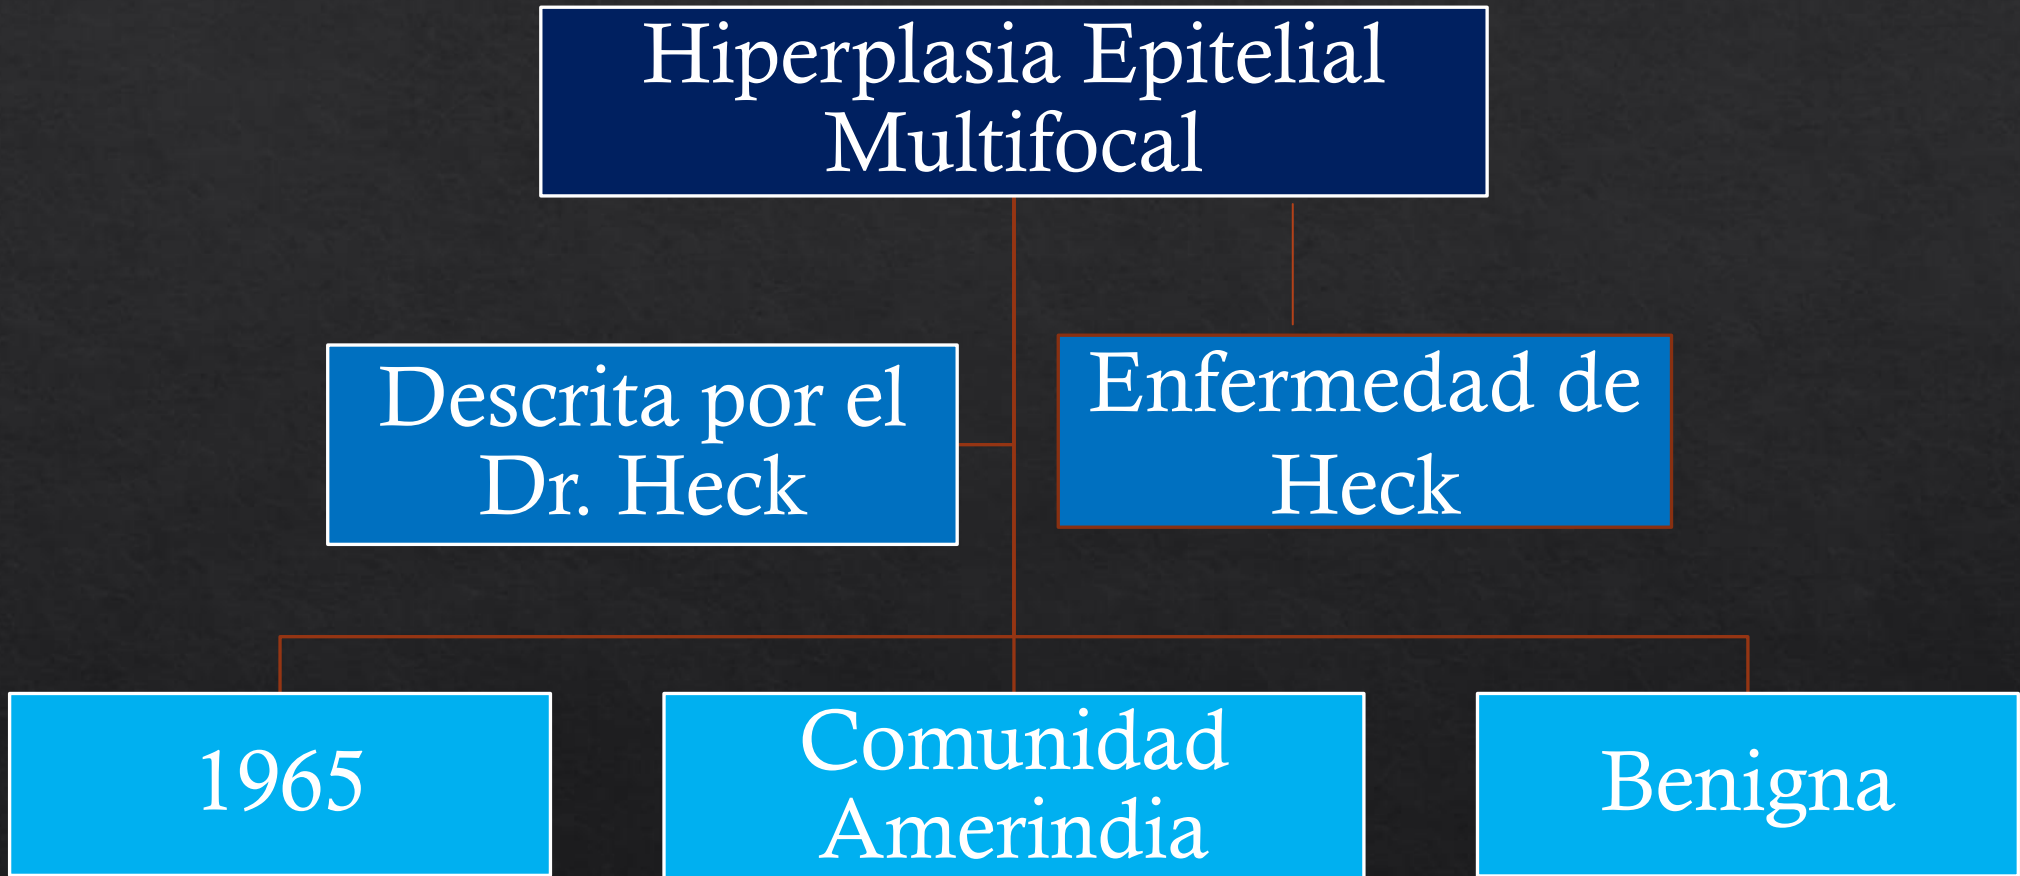 Hiperplasia Epitelial
Multifocal
Descrita por el
Dr. Heck
Enfermedad de
Heck
1965
Comunidad
Amerindia
Benigna